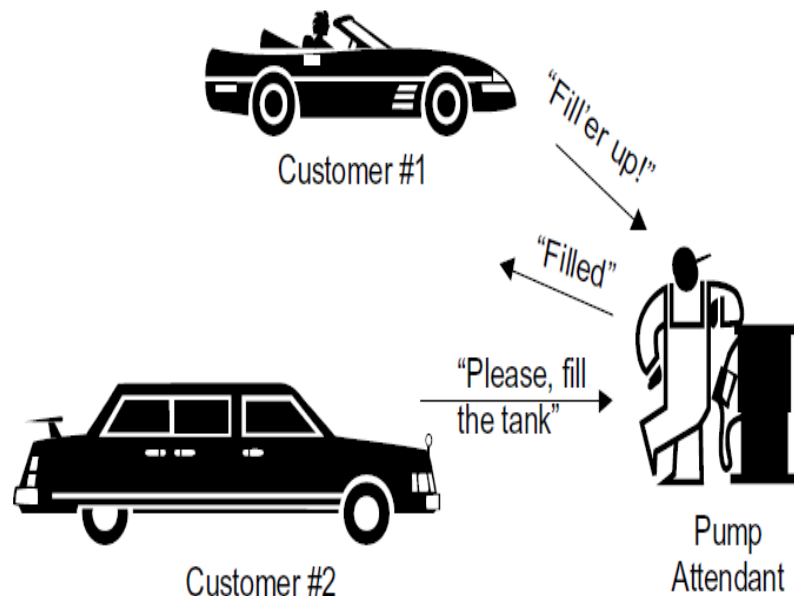 “Fill’er up!”
Customer #1
“Filled”
“Please, fill
the tank”
Customer #2
Pump
Attendant